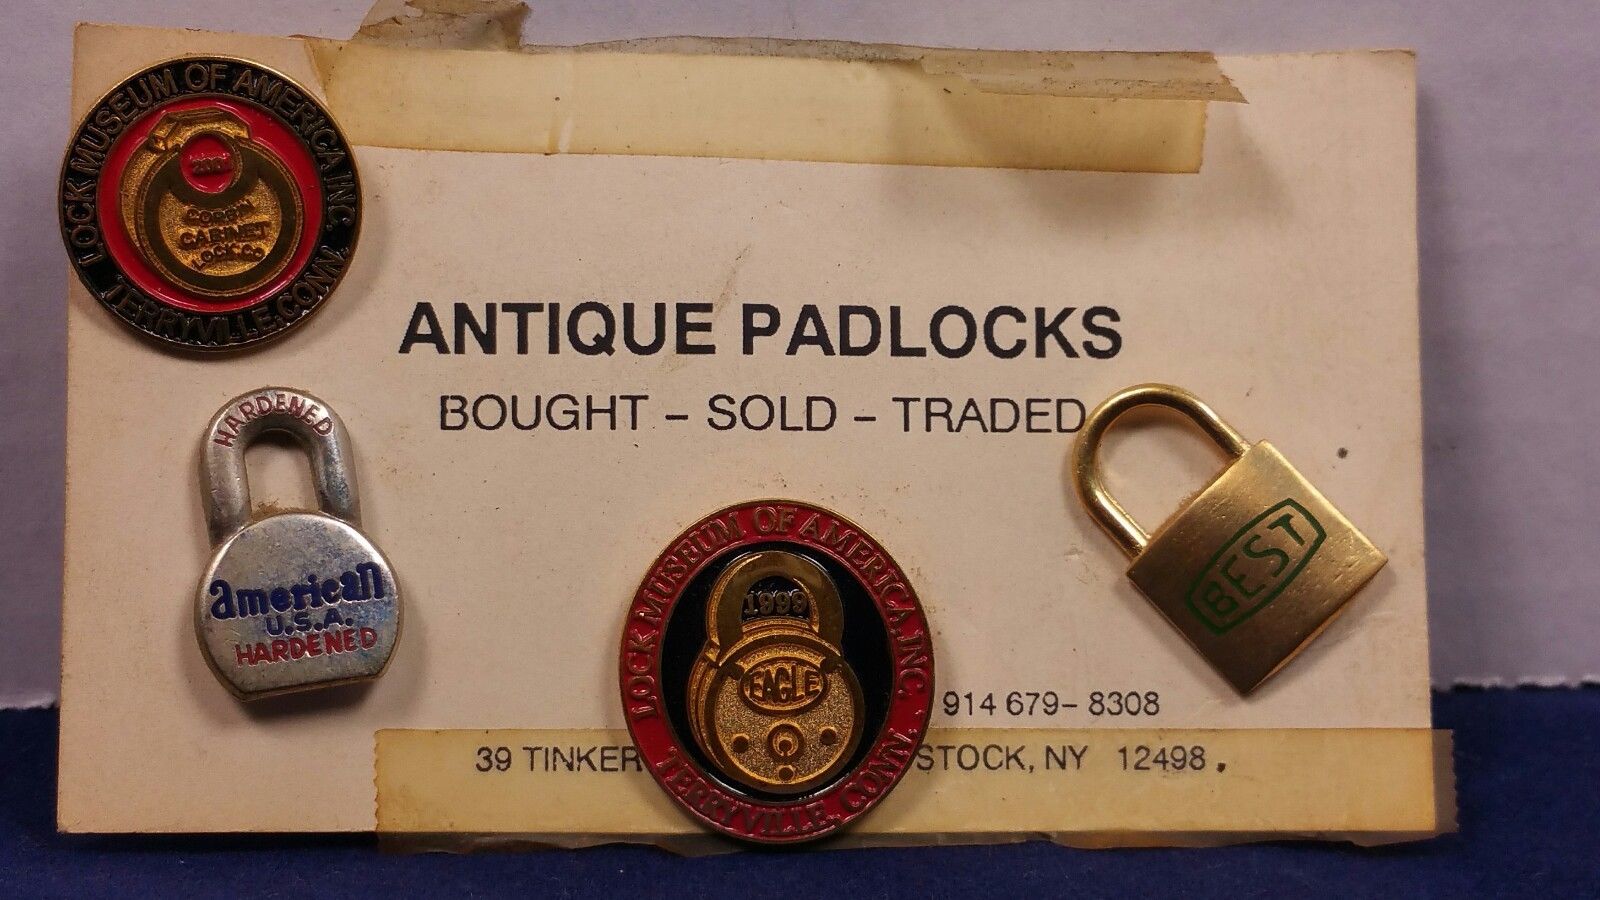 LOCK MUSEUM OF AMERICA INC.
TERRYVILLE, CONN.
CORBIN
CABINET
LOCK CO
ANTIQUE PADLOCKS
BOUGHT – SOLD – TRADED
HARDENED
american
U.S.A.
HARDENED
BEST
LOCK MUSEUM OF AMERICA, INC.
1999
EAGLE
TERRYVILLE, CONN.
914 679– 8308
39 TINKER STOCK, NY 12498.